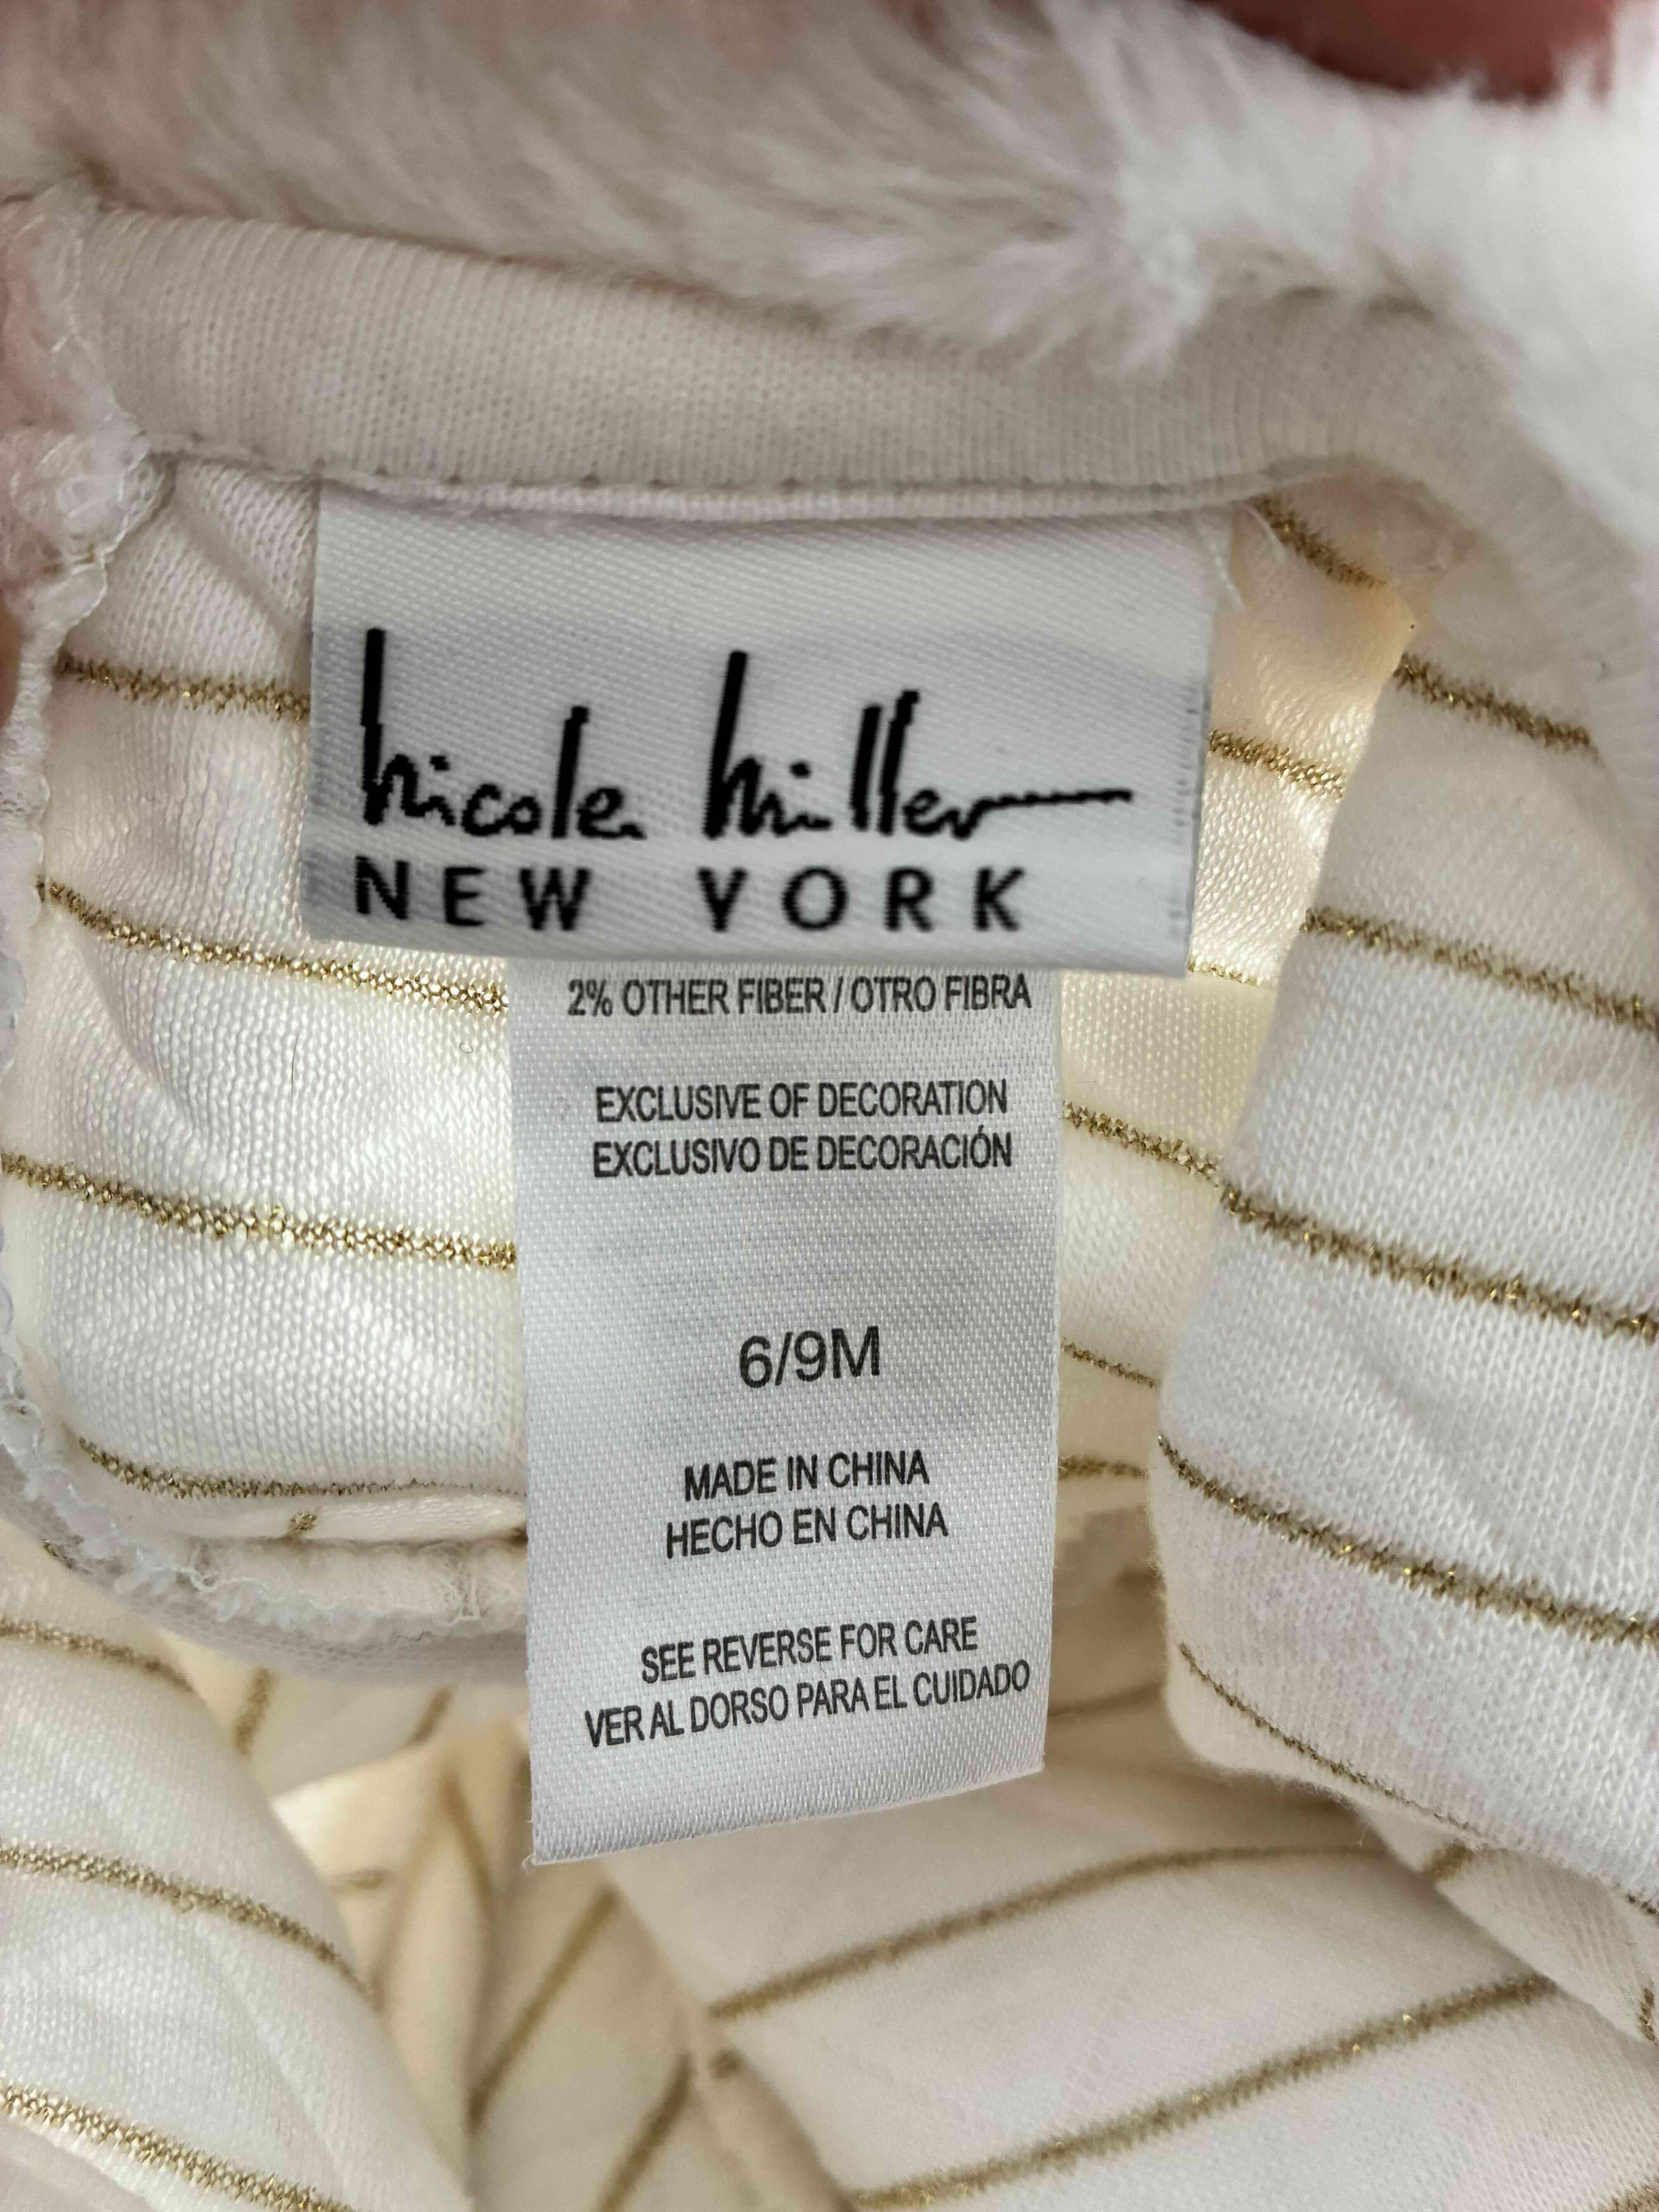 nicole miller
NEW YORK
2% OTHER FIBER / OTRO FIBRA
EXCLUSIVE OF DECORATION
EXCLUSIVO DE DECORACIÓN
6/9M
MADE IN CHINA
HECHO EN CHINA
SEE REVERSE FOR CARE
VER AL DORSO PARA EL CUIDADO